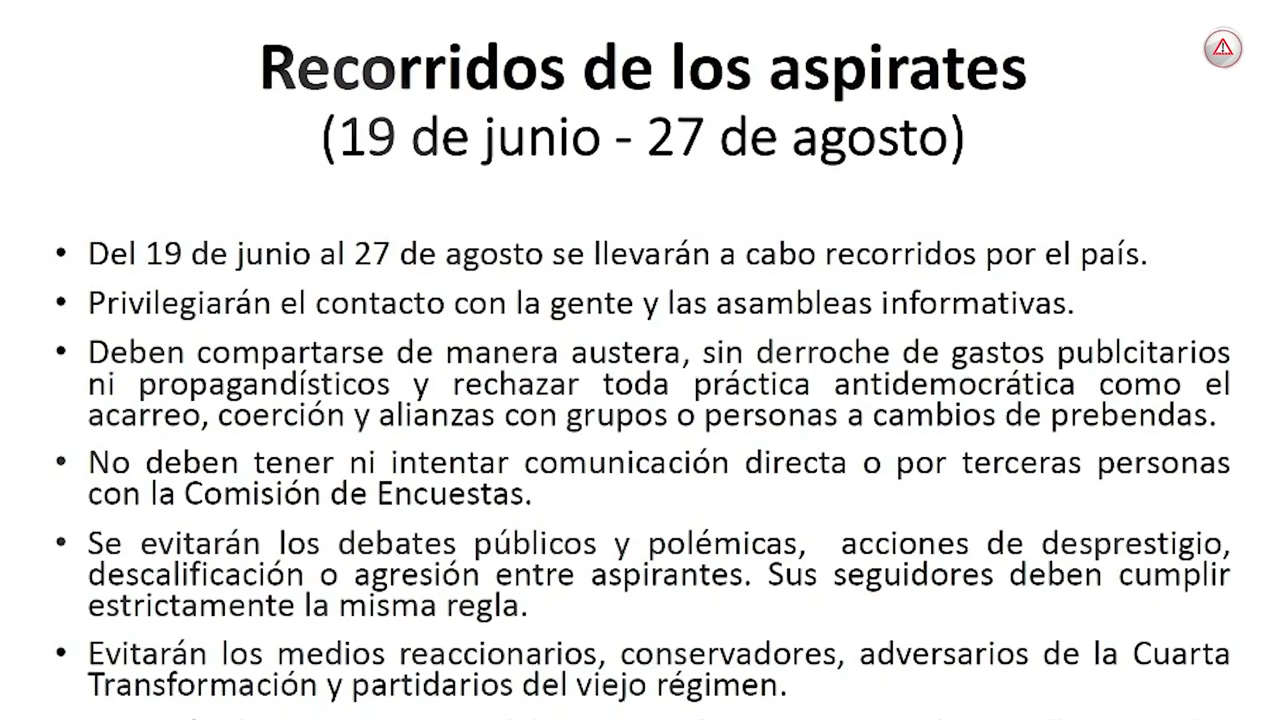 Recorridos de los aspirates
(19 de junio - 27 de agosto)
• Del 19 de junio al 27 de agosto se llevarán a cabo recorridos por el país.
• Privilegiarán el contacto con la gente y las asambleas informativas.
• Deben compartarse de manera austera, sin derroche de gastos publcitarios
ni propagandísticos y rechazar toda práctica antidemocrática como el
acarreo, coerción y alianzas con grupos o personas a cambios de prebendas.
• No deben tener ni intentar comunicación directa o por terceras personas
con la Comisión de Encuestas.
• Se evitarán los debates públicos y polémicas, acciones de desprestigio,
descalificación o agresión entre aspirantes. Sus seguidores deben cumplir
estrictamente la misma regla.
• Evitarán los medios reaccionarios, conservadores, adversarios de la Cuarta
Transformación y partidarios del viejo régimen.